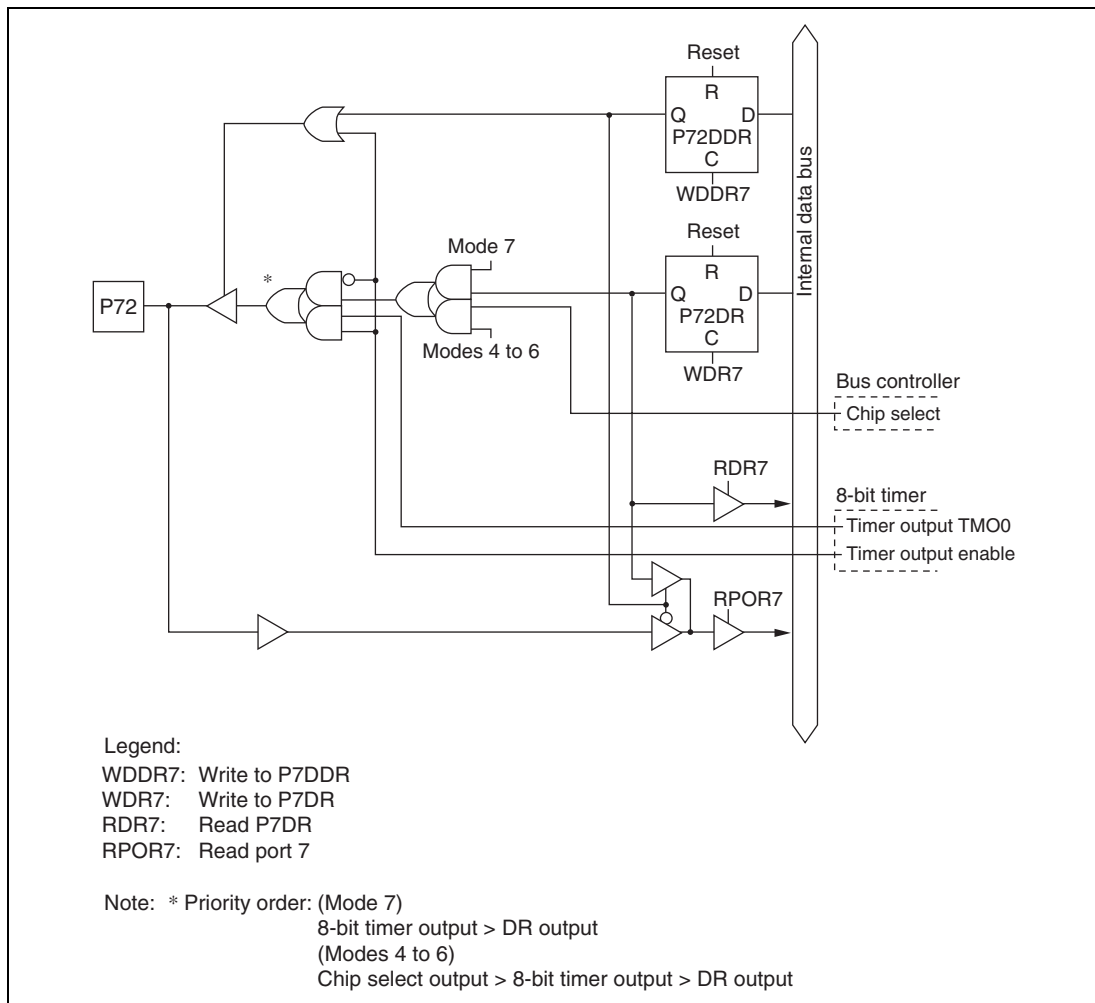 Reset
R
Q D
P72DDR
C
WDDR7
Internal data bus
Reset
Mode 7
R
*
Q D
P72
P72DR
C
Modes 4 to 6
WDR7
Bus controller
Chip select
RDR7
8-bit timer
Timer output TMO0
Timer output enable
RPOR7
Legend:
WDDR7: Write to P7DDR
WDR7: Write to P7DR
RDR7: Read P7DR
RPOR7: Read port 7
Note: * Priority order: (Mode 7)
8-bit timer output > DR output
(Modes 4 to 6)
Chip select output > 8-bit timer output > DR output